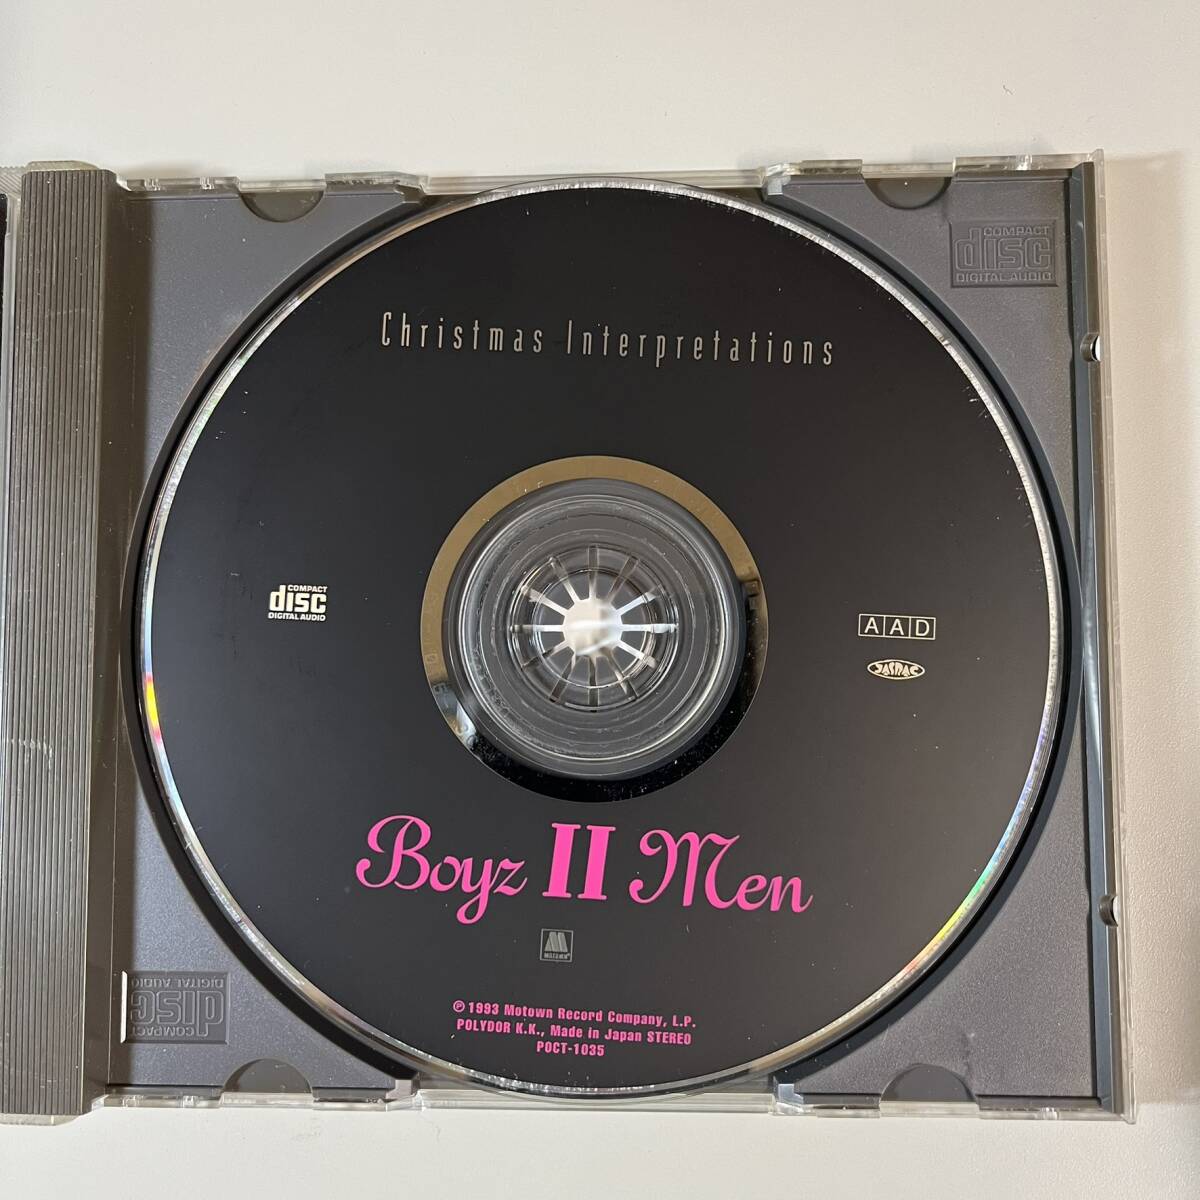 COMPACT
disc
DIGITAL AUDIO
Christmas Interpretations
COMPACT
disc
DIGITAL AUDIO
AAD
JASRAC
Boyz II Men
MOTOWN
℗ 1993 Motown Record Company, L.P.
POLYDOR K.K., Made in Japan STEREO
POCT-1035
COMPACT
disc
DIGITAL AUDIO